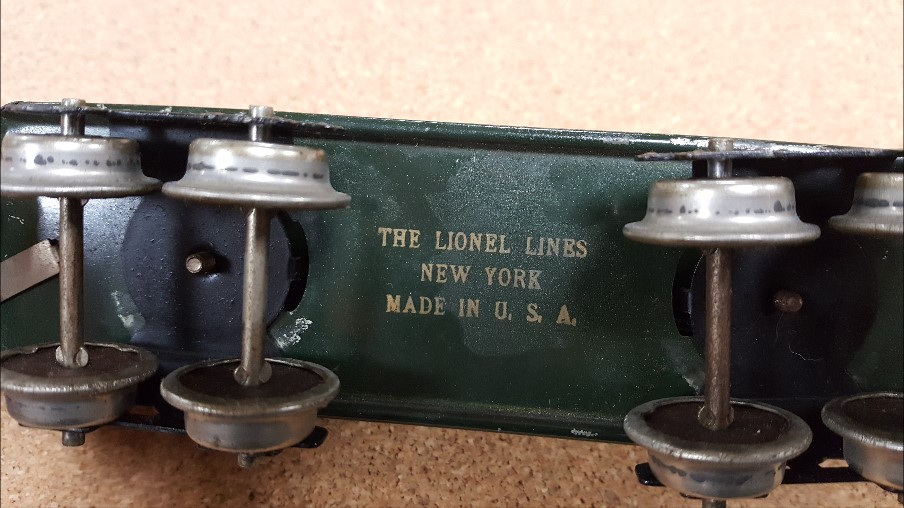 THE LIONEL LINES
NEW YORK
MADE IN U. S. A.